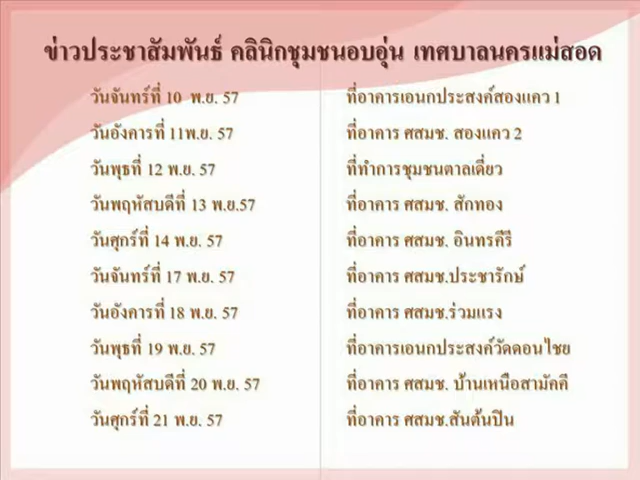 ข่าวประชาสัมพันธ์ คลินิกชุมชนอบอุ่น เทศบาลนครแม่สอด
วันจันทร์ที่ 10 พ.ย. 57 ที่อาคารเอนกประสงค์สองแคว 1
วันอังคารที่ 11พ.ย. 57 ที่อาคาร ศสมช. สองแคว 2
วันพุธที่ 12 พ.ย. 57 ที่ทำการชุมชนตาลเดี่ยว
วันพฤหัสบดีที่ 13 พ.ย.57 ที่อาคาร ศสมช. สักทอง
วันศุกร์ที่ 14 พ.ย. 57 ที่อาคาร ศสมช. อินทรคีรี
วันจันทร์ที่ 17 พ.ย. 57 ที่อาคาร ศสมช.ประชารักษ์
วันอังคารที่ 18 พ.ย. 57 ที่อาคาร ศสมช.ร่วมแรง
วันพุธที่ 19 พ.ย. 57 ที่อาคารเอนกประสงค์วัดดอนไชย
วันพฤหัสบดีที่ 20 พ.ย. 57 ที่อาคาร ศสมช. บ้านเหนือสามัคคี
วันศุกร์ที่ 21 พ.ย. 57 ที่อาคาร ศสมช.สันต้นปิน